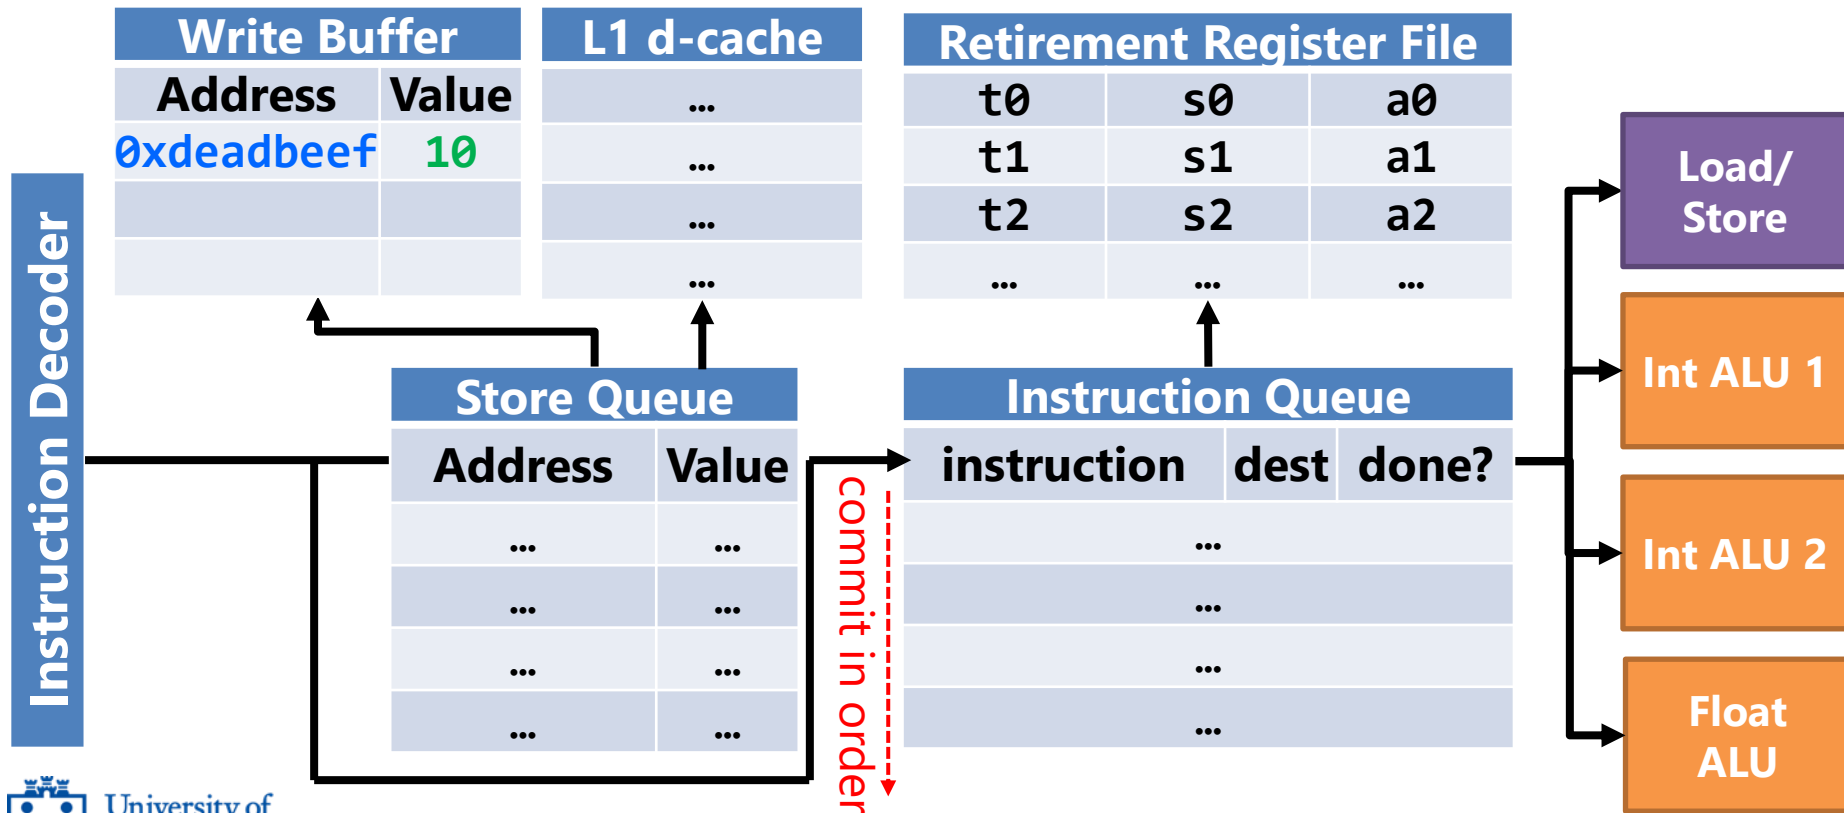 Write Buffer
Address Value
0xdeadbeef 10
L1 d-cache
...
...
...
...
Retirement Register File
t0 s0 a0
t1 s1 a1
t2 s2 a2
... ... ...
Instruction Decoder
Store Queue
Address Value
... ...
... ...
... ...
... ...
commit in order
Instruction Queue
instruction dest done?
...
...
...
...
Load/
Store
Int ALU 1
Int ALU 2
Float
ALU
University of